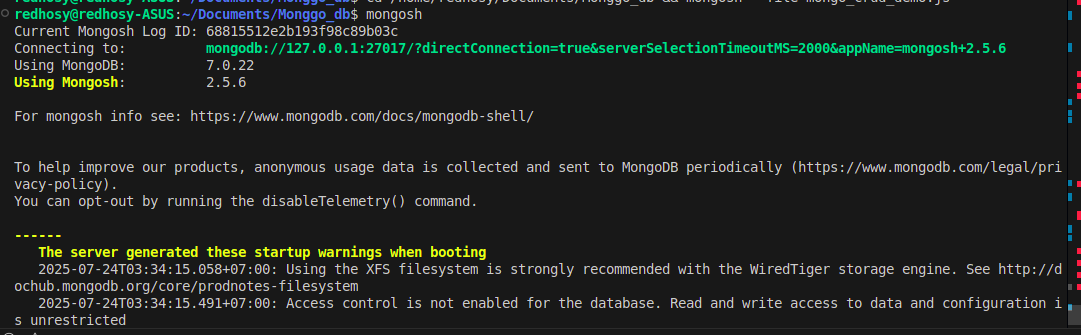 redhosy@redhosy-ASUS:~/Documents/Monggo_db$ cd /home/redhosy/Documents/Monggo_db && mongosh --file mongo_crud_demo.js
redhosy@redhosy-ASUS:~/Documents/Monggo_db$ mongosh
Current Mongosh Log ID: 68815512e2b193f98c89b03c
Connecting to:          mongodb://127.0.0.1:27017/?directConnection=true&serverSelectionTimeoutMS=2000&appName=mongosh+2.5.6
Using MongoDB:          7.0.22
Using Mongosh:          2.5.6
For mongosh info see: https://www.mongodb.com/docs/mongodb-shell/
To help improve our products, anonymous usage data is collected and sent to MongoDB periodically (https://www.mongodb.com/legal/pri
vacy-policy).
You can opt-out by running the disableTelemetry() command.
------
   The server generated these startup warnings when booting
   2025-07-24T03:34:15.058+07:00: Using the XFS filesystem is strongly recommended with the WiredTiger storage engine. See http://d
ochub.mongodb.org/core/prodnotes-filesystem
   2025-07-24T03:34:15.491+07:00: Access control is not enabled for the database. Read and write access to data and configuration i
s unrestricted